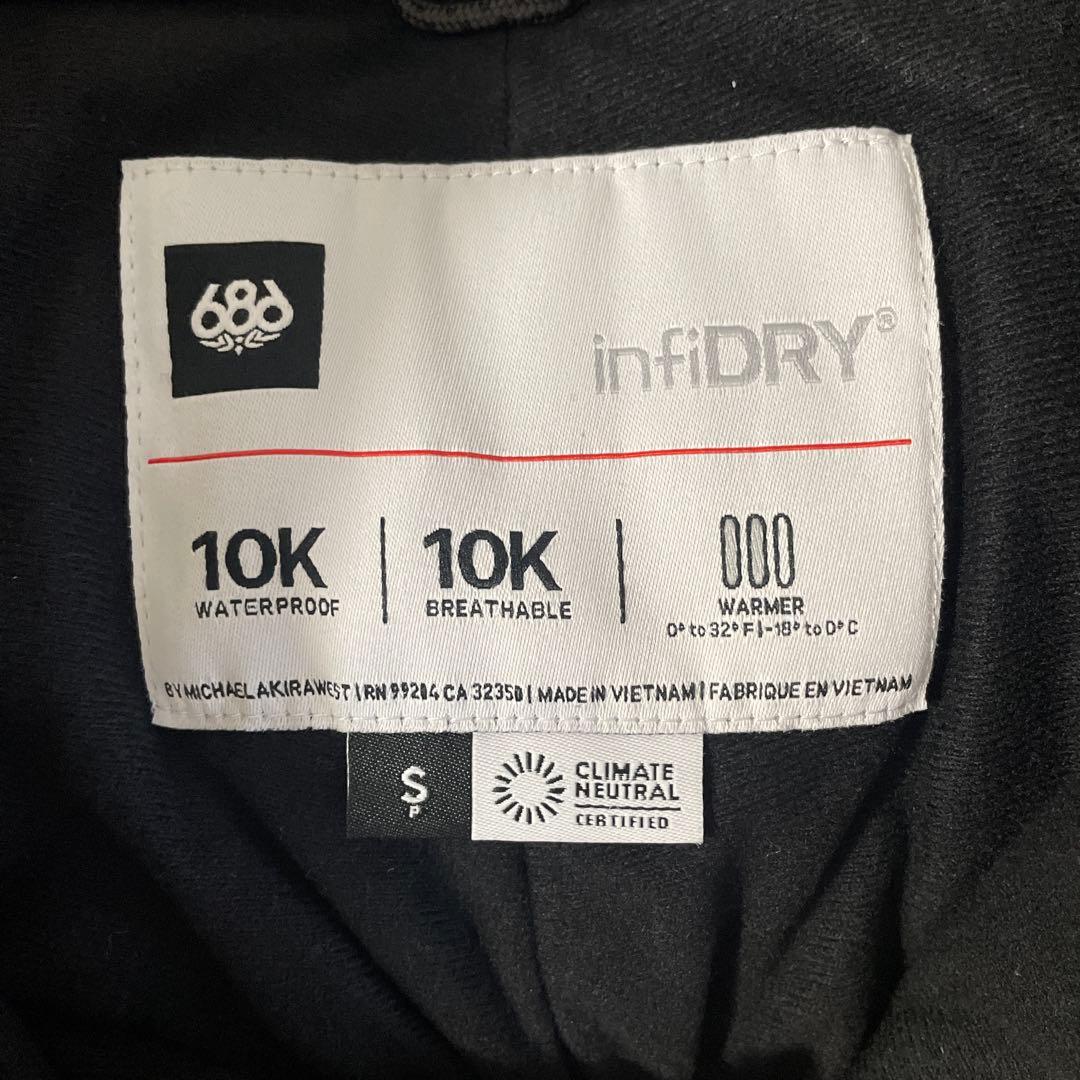 686
infiDRY®
10K
WATERPROOF
10K
BREATHABLE
WARMER
0° to 32° F | -18° to 0° C
BY MICHAEL AKIRA WEST | RN 99204 CA 32350 | MADE IN VIETNAM | FABRIQUE EN VIETNAM
S
P
CLIMATE
NEUTRAL
CERTIFIED